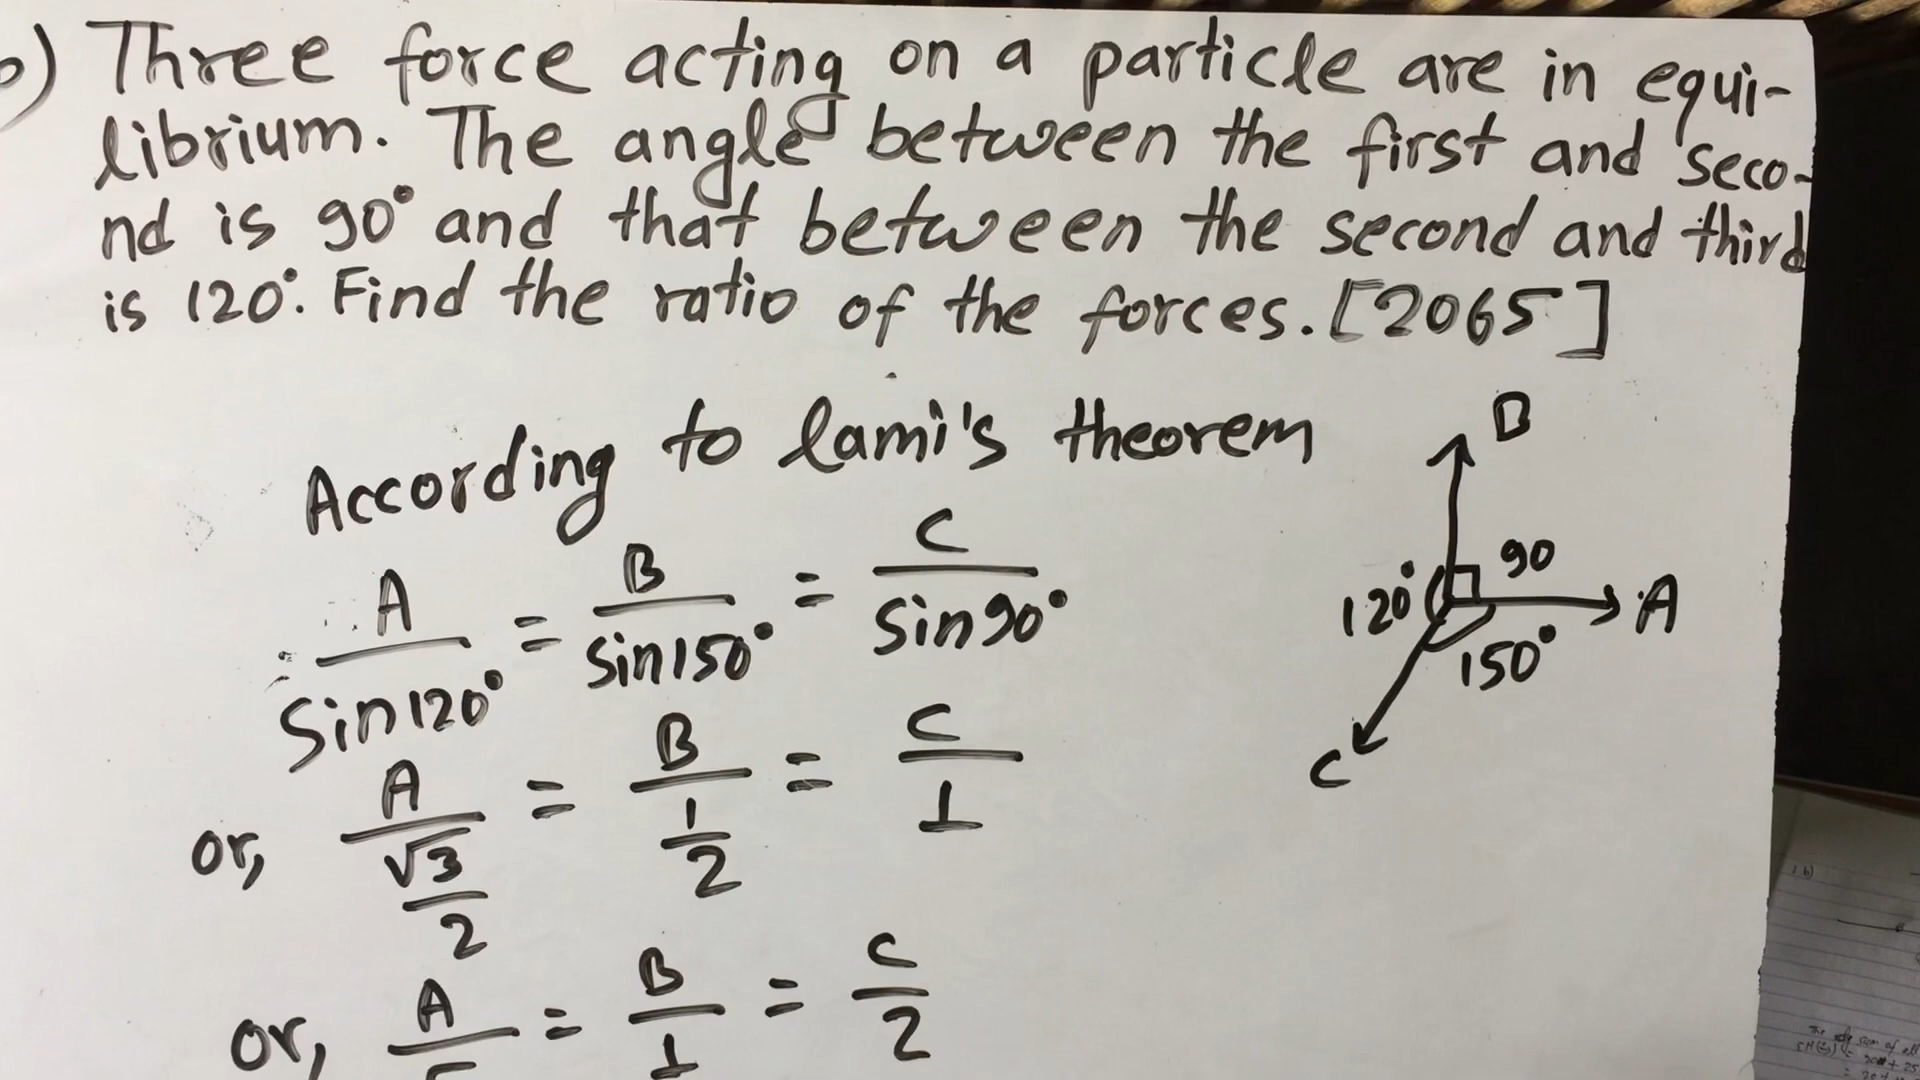 b) Three force acting on a particle are in equi-
librium. The angle between the first and seco-
nd is 90° and that between the second and third
is 120°. Find the ratio of the forces. [2065]
According to lami's theorem
A/Sin120° = B/Sin150° = C/Sin90°
or, A/(√3/2) = B/(1/2) = C/1
or, A/ = B/1 = C/2
B
90
120°
A
150°
C
1b)